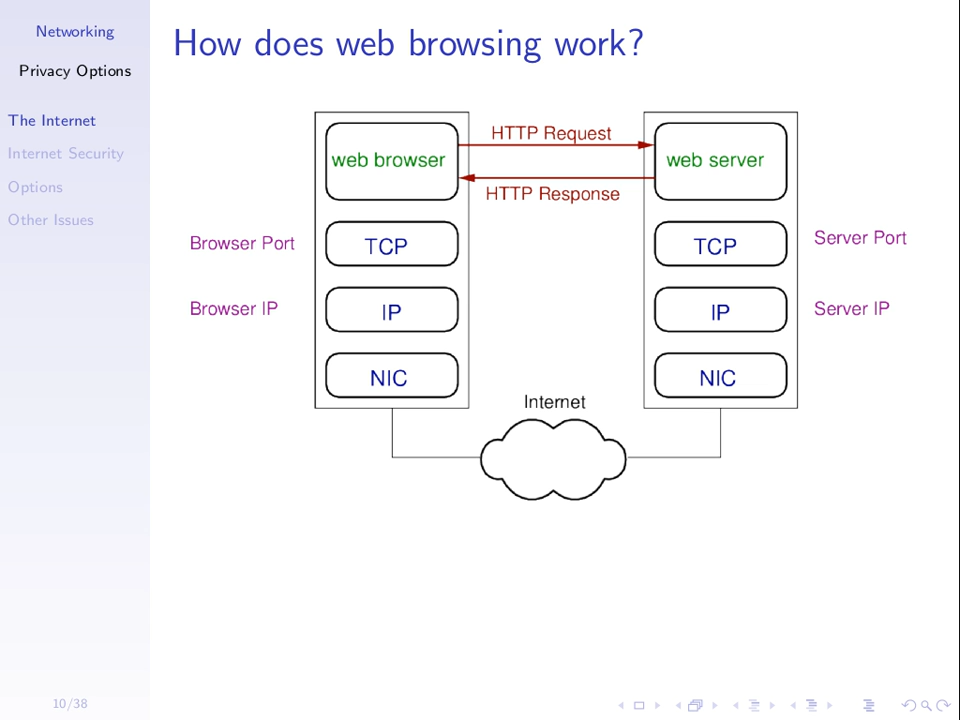 Networking
Privacy Options
The Internet
Internet Security
Options
Other Issues
How does web browsing work?
HTTP Request
web browser
web server
HTTP Response
Browser Port
TCP
TCP
Server Port
Browser IP
IP
IP
Server IP
NIC
NIC
Internet
10/38